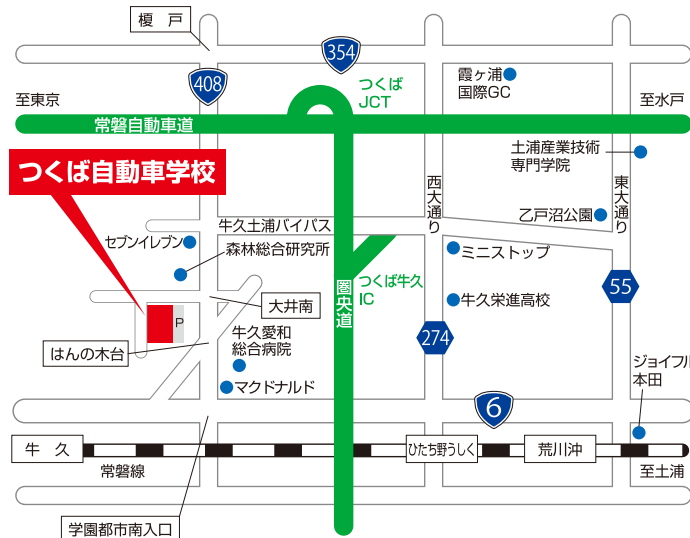 榎戸
354
408
つくば
JCT
霞ヶ浦
国際GC
至東京
至水戸
常磐自動車道
土浦産業技術
専門学院
つくば自動車学校
西大通り
東大通り
乙戸沼公園
牛久土浦バイパス
セブンイレブン
森林総合研究所
ミニストップ
つくば牛久
IC
圏央道
55
大井南
牛久栄進高校
P
はんの木台
牛久愛和
総合病院
274
ジョイフル
本田
マクドナルド
6
牛久
ひたち野うしく
荒川沖
常磐線
至土浦
学園都市南入口